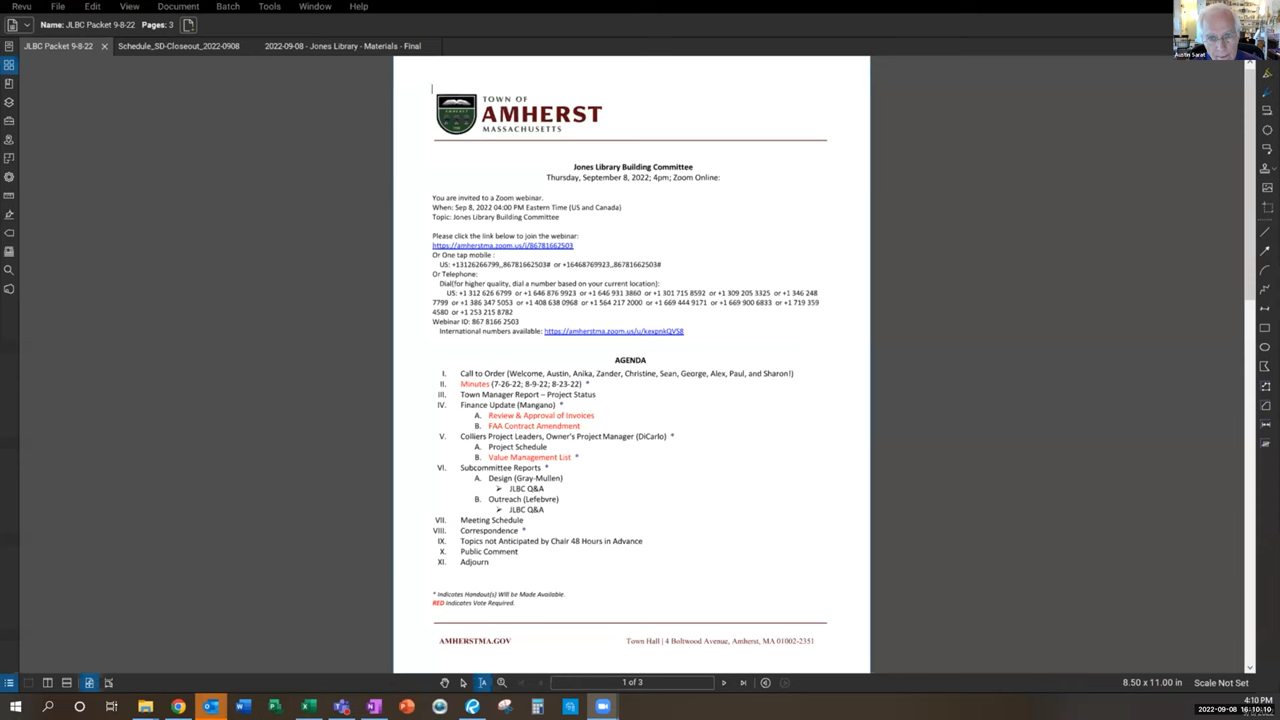 Revu File Edit View Document Batch Tools Window Help
Name: JLBC Packet 9-8-22 Pages: 3
JLBC Packet 9-8-22 Schedule_SD-Closeout_2022-0908 2022-09-08 - Jones Library - Materials - Final
Austin Sarat
TOWN OF
AMHERST
MASSACHUSETTS
Jones Library Building Committee
Thursday, September 8, 2022; 4pm; Zoom Online:
You are invited to a Zoom webinar.
When: Sep 8, 2022 04:00 PM Eastern Time (US and Canada)
Topic: Jones Library Building Committee
Please click the link below to join the webinar:
https://amherstma.zoom.us/j/86781662503
Or One tap mobile :
US: +13126266799,,86781662503# or +16468769923,,86781662503#
Or Telephone:
Dial(for higher quality, dial a number based on your current location):
US: +1 312 626 6799 or +1 646 876 9923 or +1 646 931 3860 or +1 301 715 8592 or +1 309 205 3325 or +1 346 248
7799 or +1 386 347 5053 or +1 408 638 0968 or +1 564 217 2000 or +1 669 444 9171 or +1 669 900 6833 or +1 719 359
4580 or +1 253 215 8782
Webinar ID: 867 8166 2503
International numbers available: https://amherstma.zoom.us/u/kexpnkQVS8
AGENDA
I. Call to Order (Welcome, Austin, Anika, Zander, Christine, Sean, George, Alex, Paul, and Sharon!)
II. Minutes (7-26-22; 8-9-22; 8-23-22) *
III. Town Manager Report – Project Status
IV. Finance Update (Mangano) *
A. Review & Approval of Invoices
B. FAA Contract Amendment
V. Colliers Project Leaders, Owner's Project Manager (DiCarlo) *
A. Project Schedule
B. Value Management List *
VI. Subcommittee Reports *
A. Design (Gray-Mullen)
➢ JLBC Q&A
B. Outreach (Lefebvre)
➢ JLBC Q&A
VII. Meeting Schedule
VIII. Correspondence *
IX. Topics not Anticipated by Chair 48 Hours in Advance
X. Public Comment
XI. Adjourn
* Indicates Handout(s) Will be Made Available.
RED Indicates Vote Required.
AMHERSTMA.GOV Town Hall | 4 Boltwood Avenue, Amherst, MA 01002-2351
1 of 3 8.50 x 11.00 in Scale Not Set
4:10 PM
2022-09-08 16:10:10